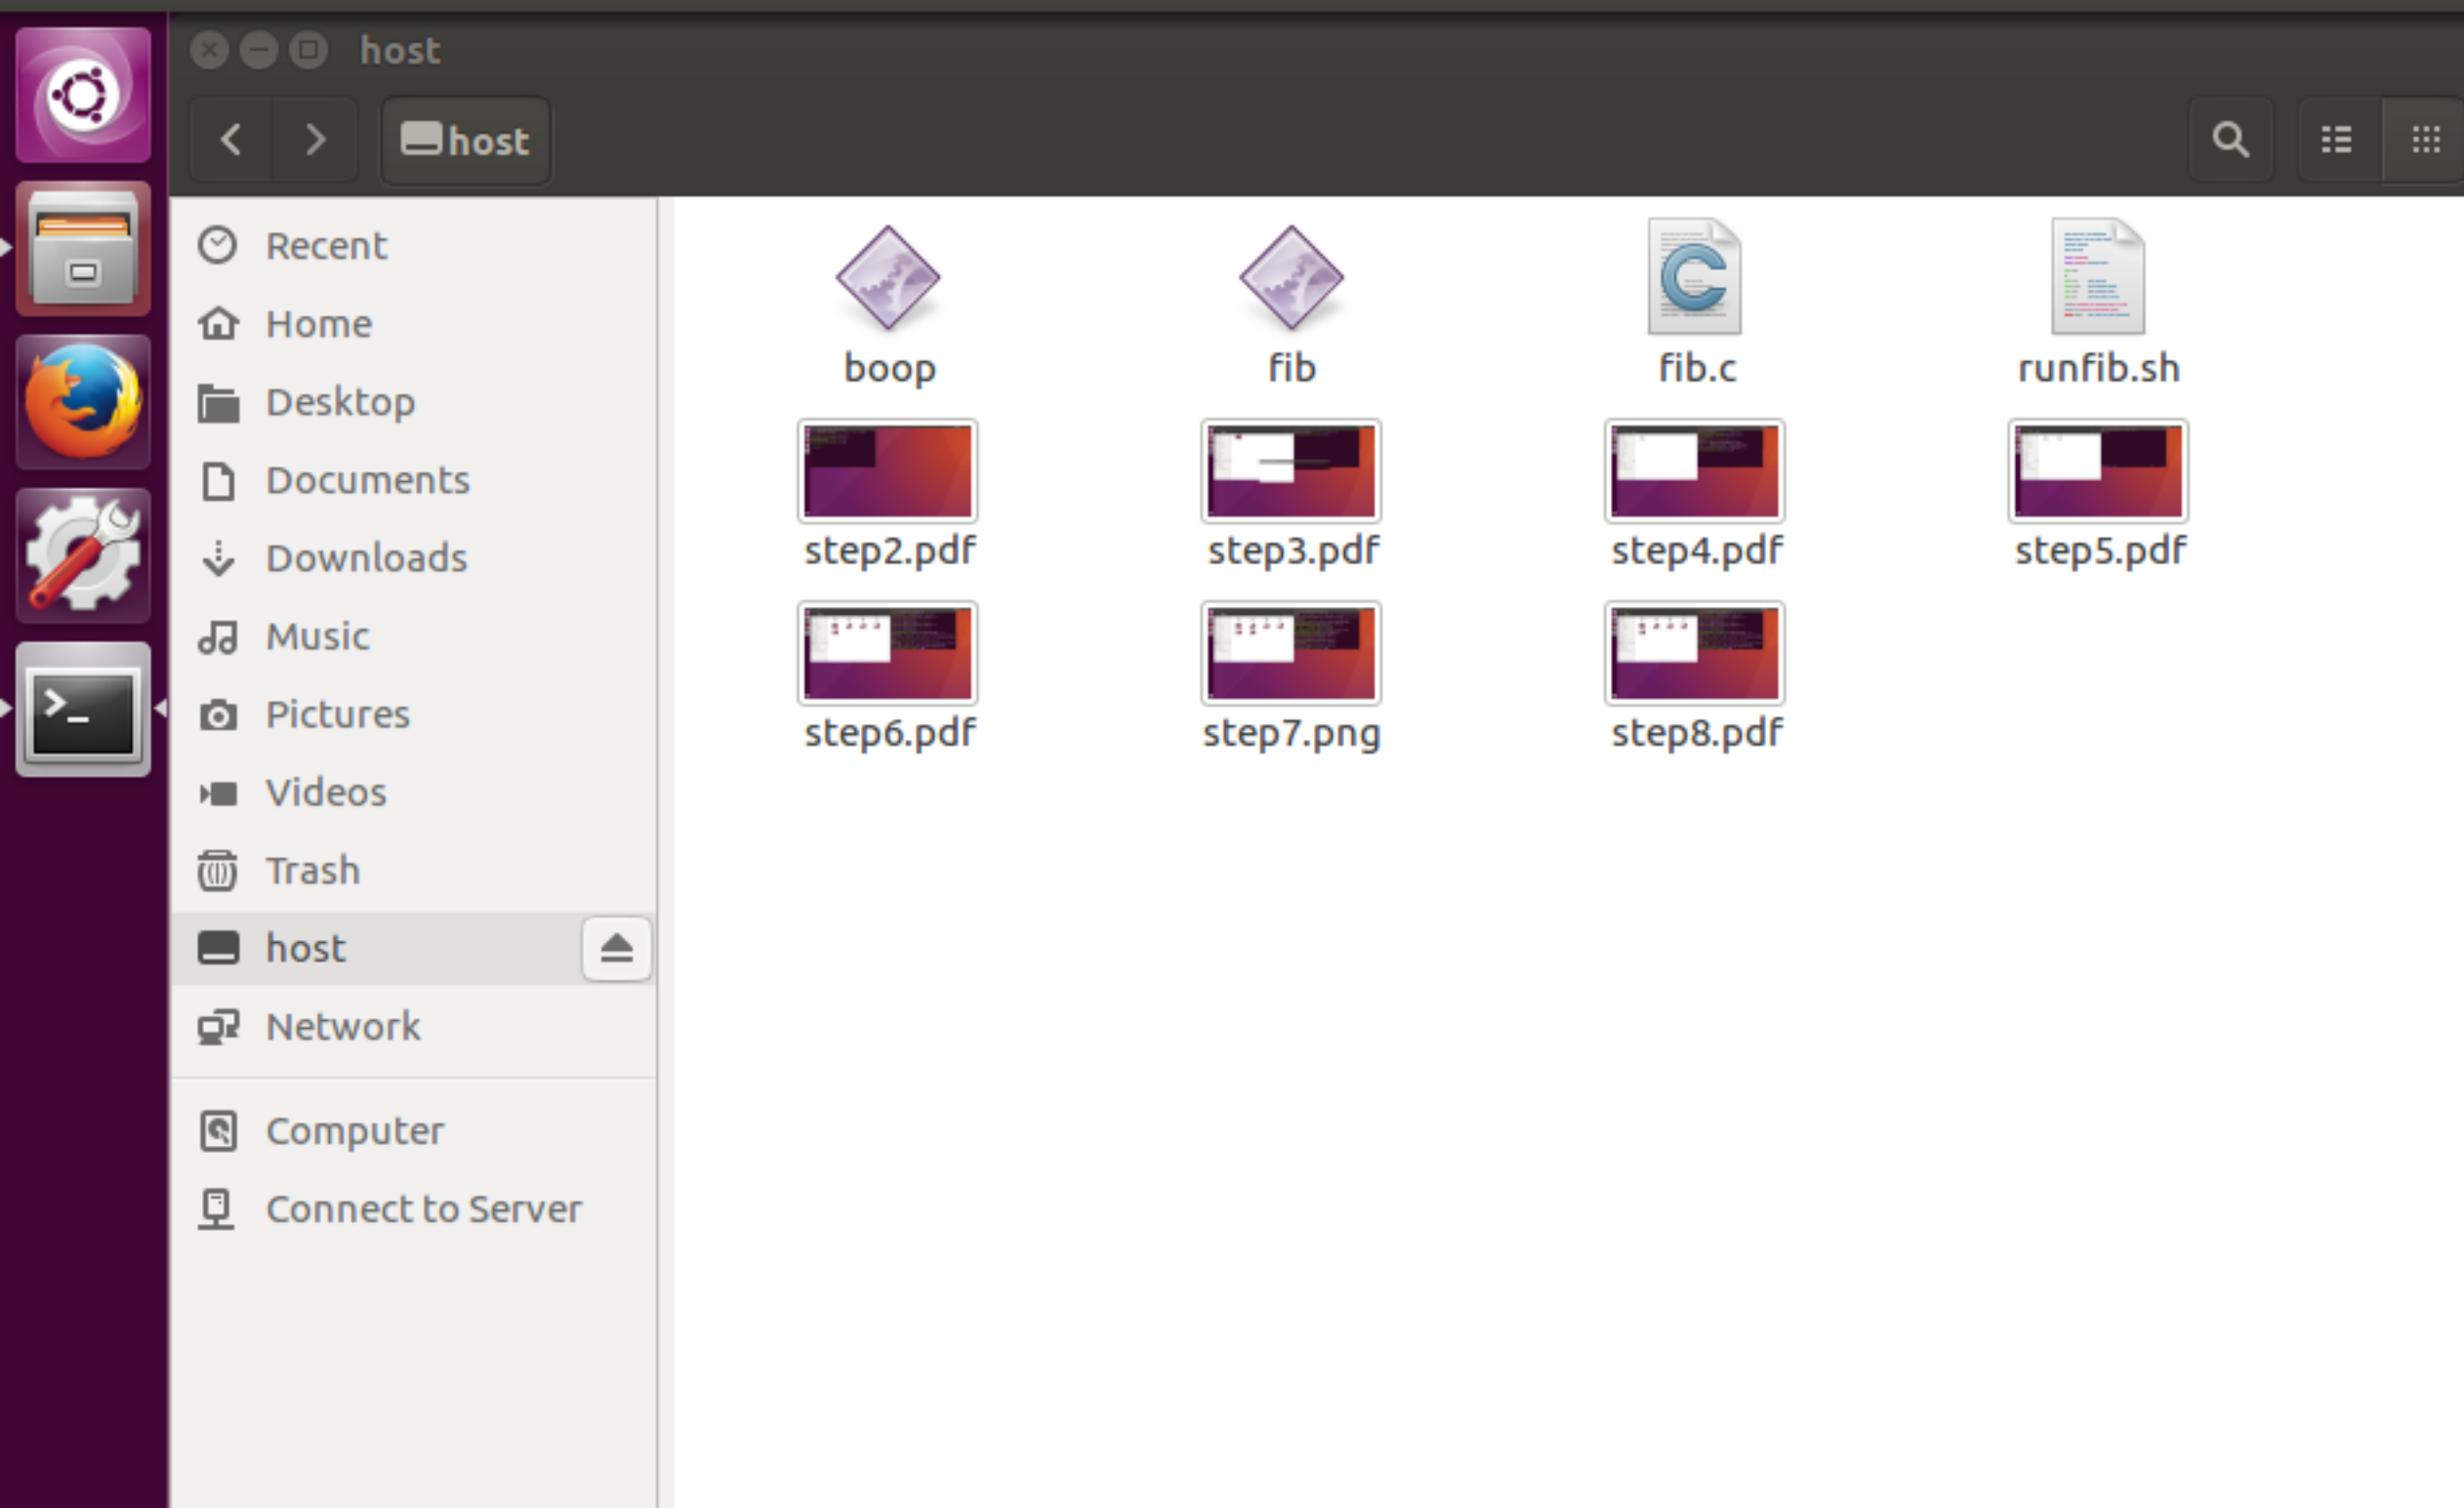 host
host
Recent
Home
Desktop
Documents
Downloads
Music
Pictures
Videos
Trash
host
Network
Computer
Connect to Server
boop fib fib.c runfib.sh
step2.pdf step3.pdf step4.pdf step5.pdf
step6.pdf step7.png step8.pdf